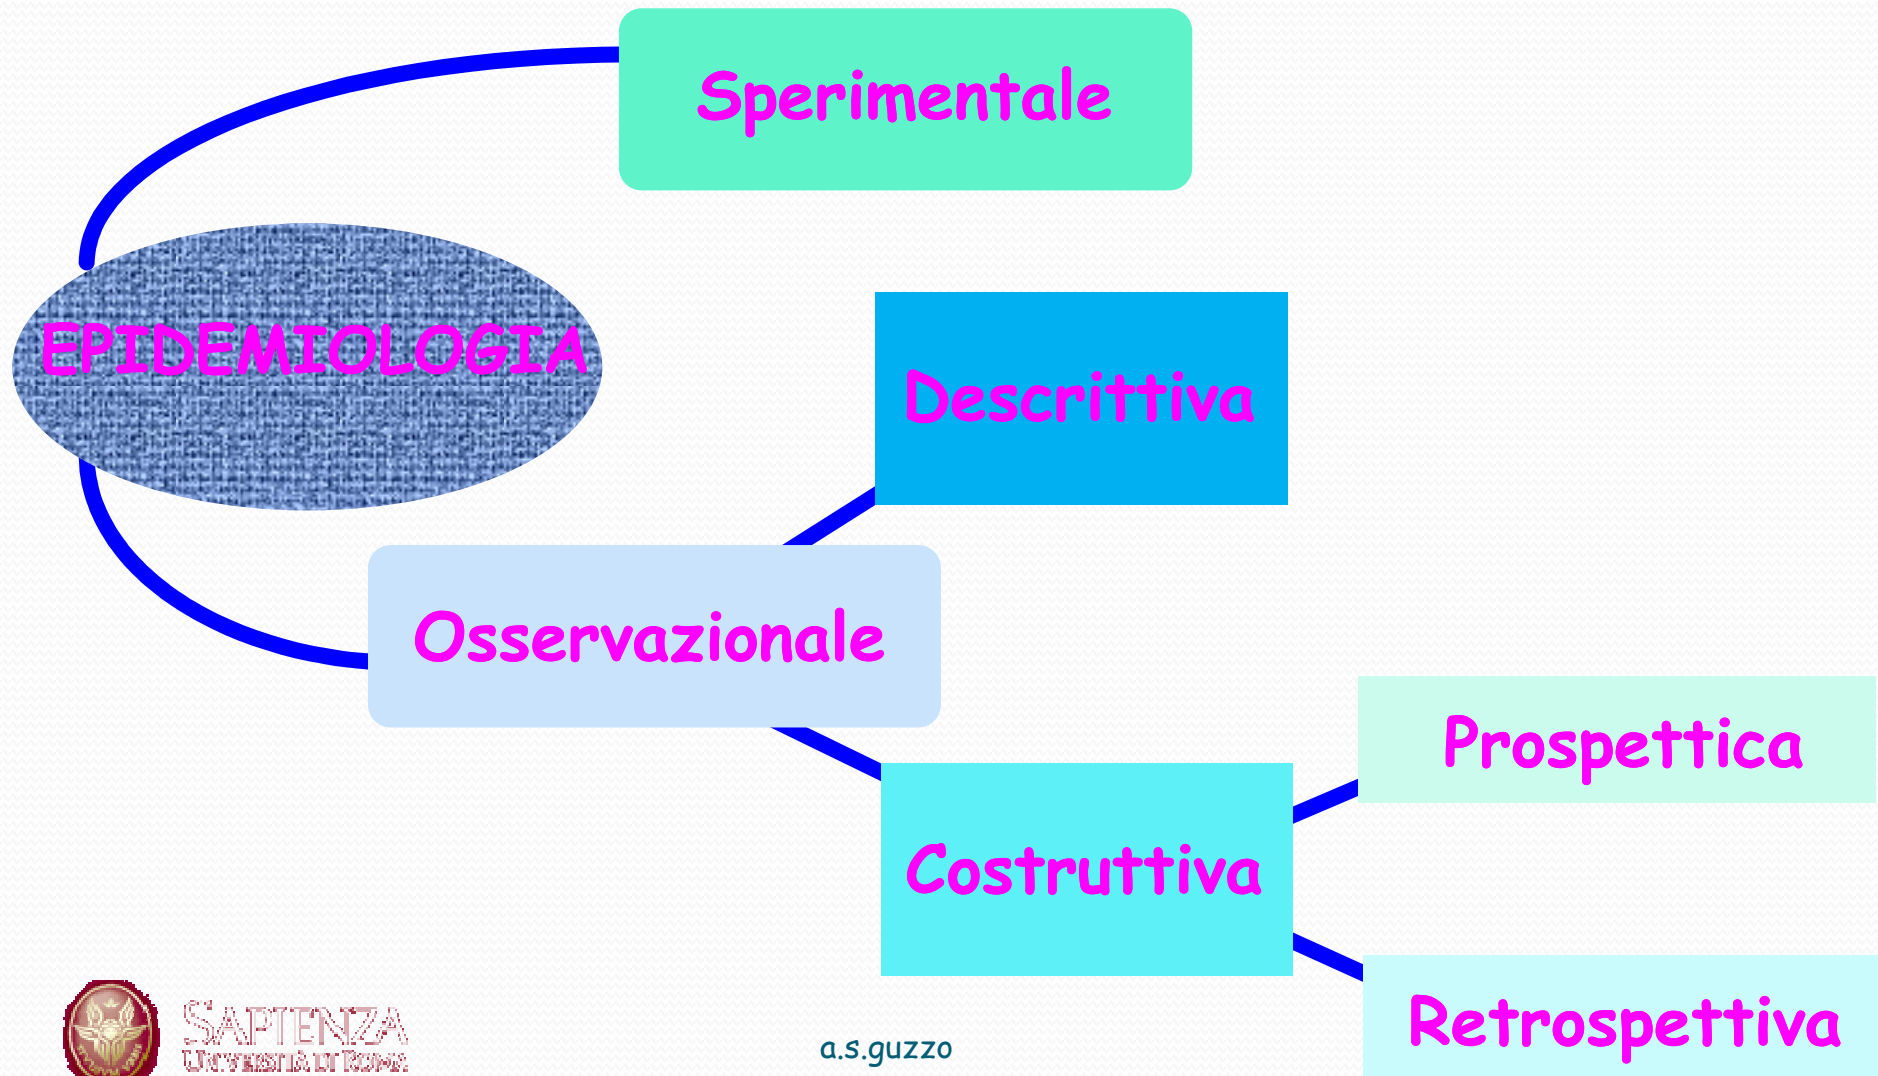 Sperimentale
EPIDEMIOLOGIA
Descrittiva
Osservazionale
Prospettica
Costruttiva
Retrospettiva
SAPIENZA
UNIVERSITÀ DI ROMA
a.s.guzzo